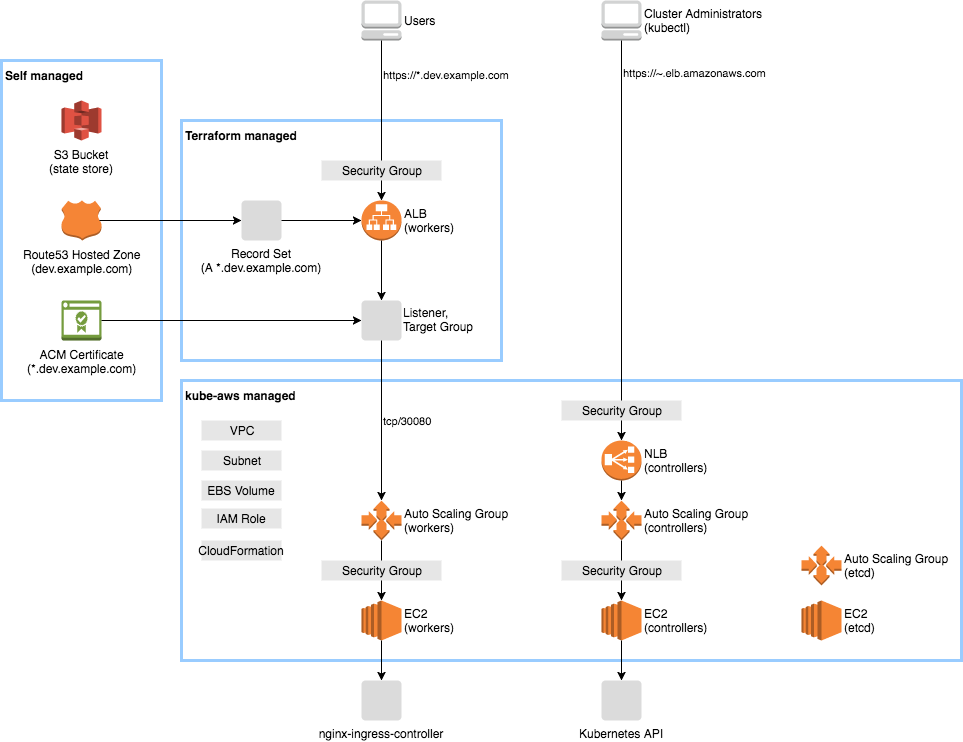 Users
Cluster Administrators
(kubectl)
https://*.dev.example.com
https://~.elb.amazonaws.com
Self managed
S3 Bucket
(state store)
Route53 Hosted Zone
(dev.example.com)
ACM Certificate
(*.dev.example.com)
Terraform managed
Security Group
ALB
(workers)
Record Set
(A *.dev.example.com)
Listener,
Target Group
kube-aws managed
VPC
Subnet
EBS Volume
IAM Role
CloudFormation
tcp/30080
Auto Scaling Group
(workers)
Security Group
EC2
(workers)
nginx-ingress-controller
Security Group
NLB
(controllers)
Auto Scaling Group
(controllers)
Security Group
EC2
(controllers)
Kubernetes API
Auto Scaling Group
(etcd)
EC2
(etcd)